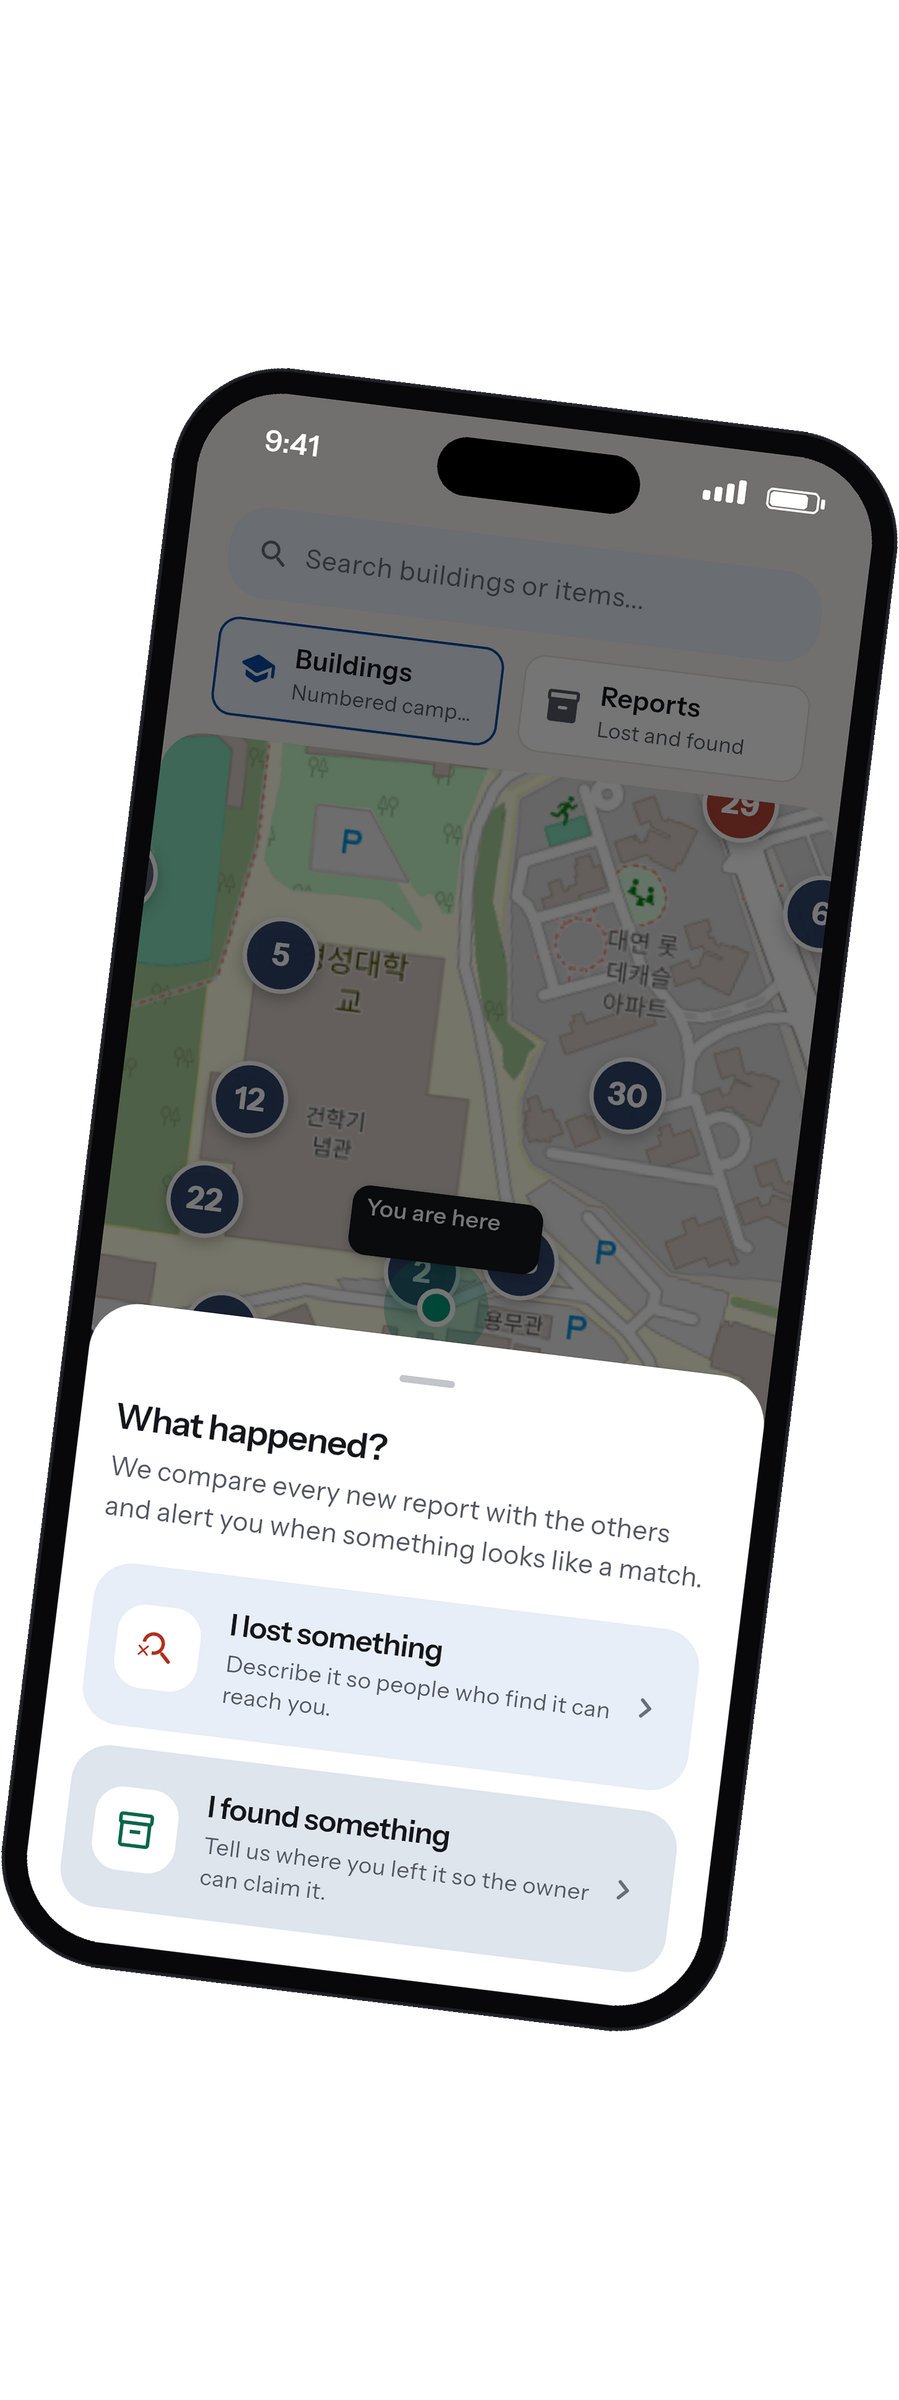 9:41
Search buildings or items...
Buildings
Numbered camp...
Reports
Lost and found
29
P
6
5
성대학
교
대연 롯
데캐슬
아파트
12
건학기
념관
30
22
You are here
P
2
용무관
P
What happened?
We compare every new report with the others
and alert you when something looks like a match.
I lost something
Describe it so people who find it can
reach you.
I found something
Tell us where you left it so the owner
can claim it.